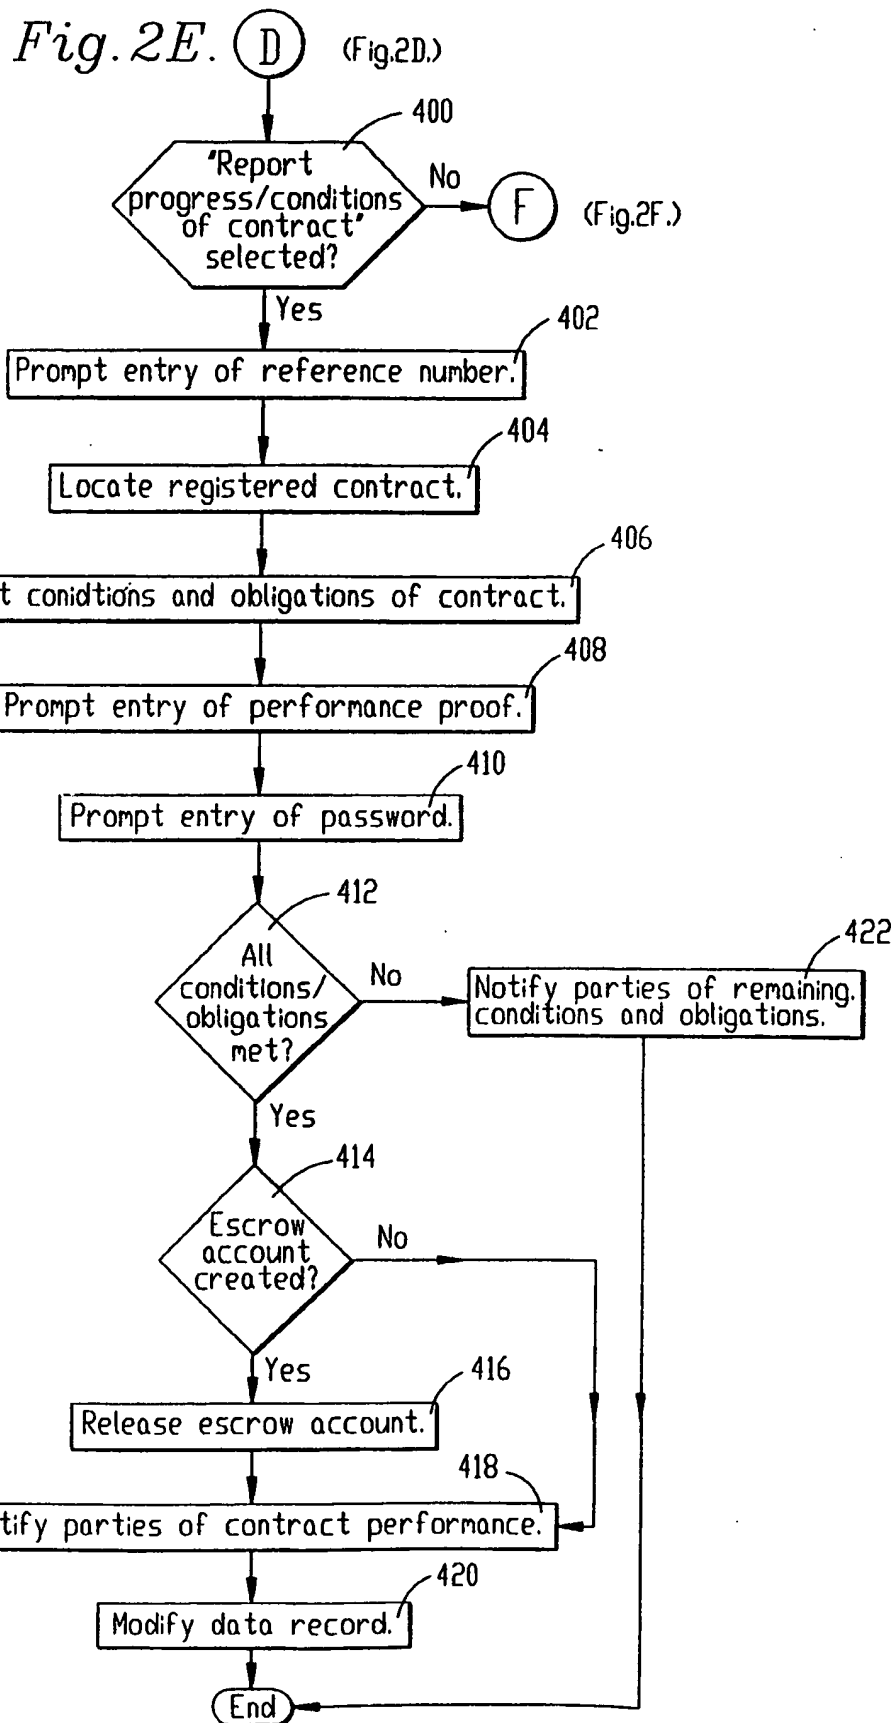 Fig. 2E.
D
(Fig.2D.)
400
"Report
progress/conditions
of contract"
selected?
No
F
(Fig.2F.)
Yes
402
Prompt entry of reference number.
404
Locate registered contract.
406
t conidtions and obligations of contract.
408
Prompt entry of performance proof.
410
Prompt entry of password.
412
All
conditions/
obligations
met?
No
422
Notify parties of remaining.
conditions and obligations.
Yes
414
Escrow
account
created?
No
Yes
416
Release escrow account.
418
tify parties of contract performance.
420
Modify data record.
End